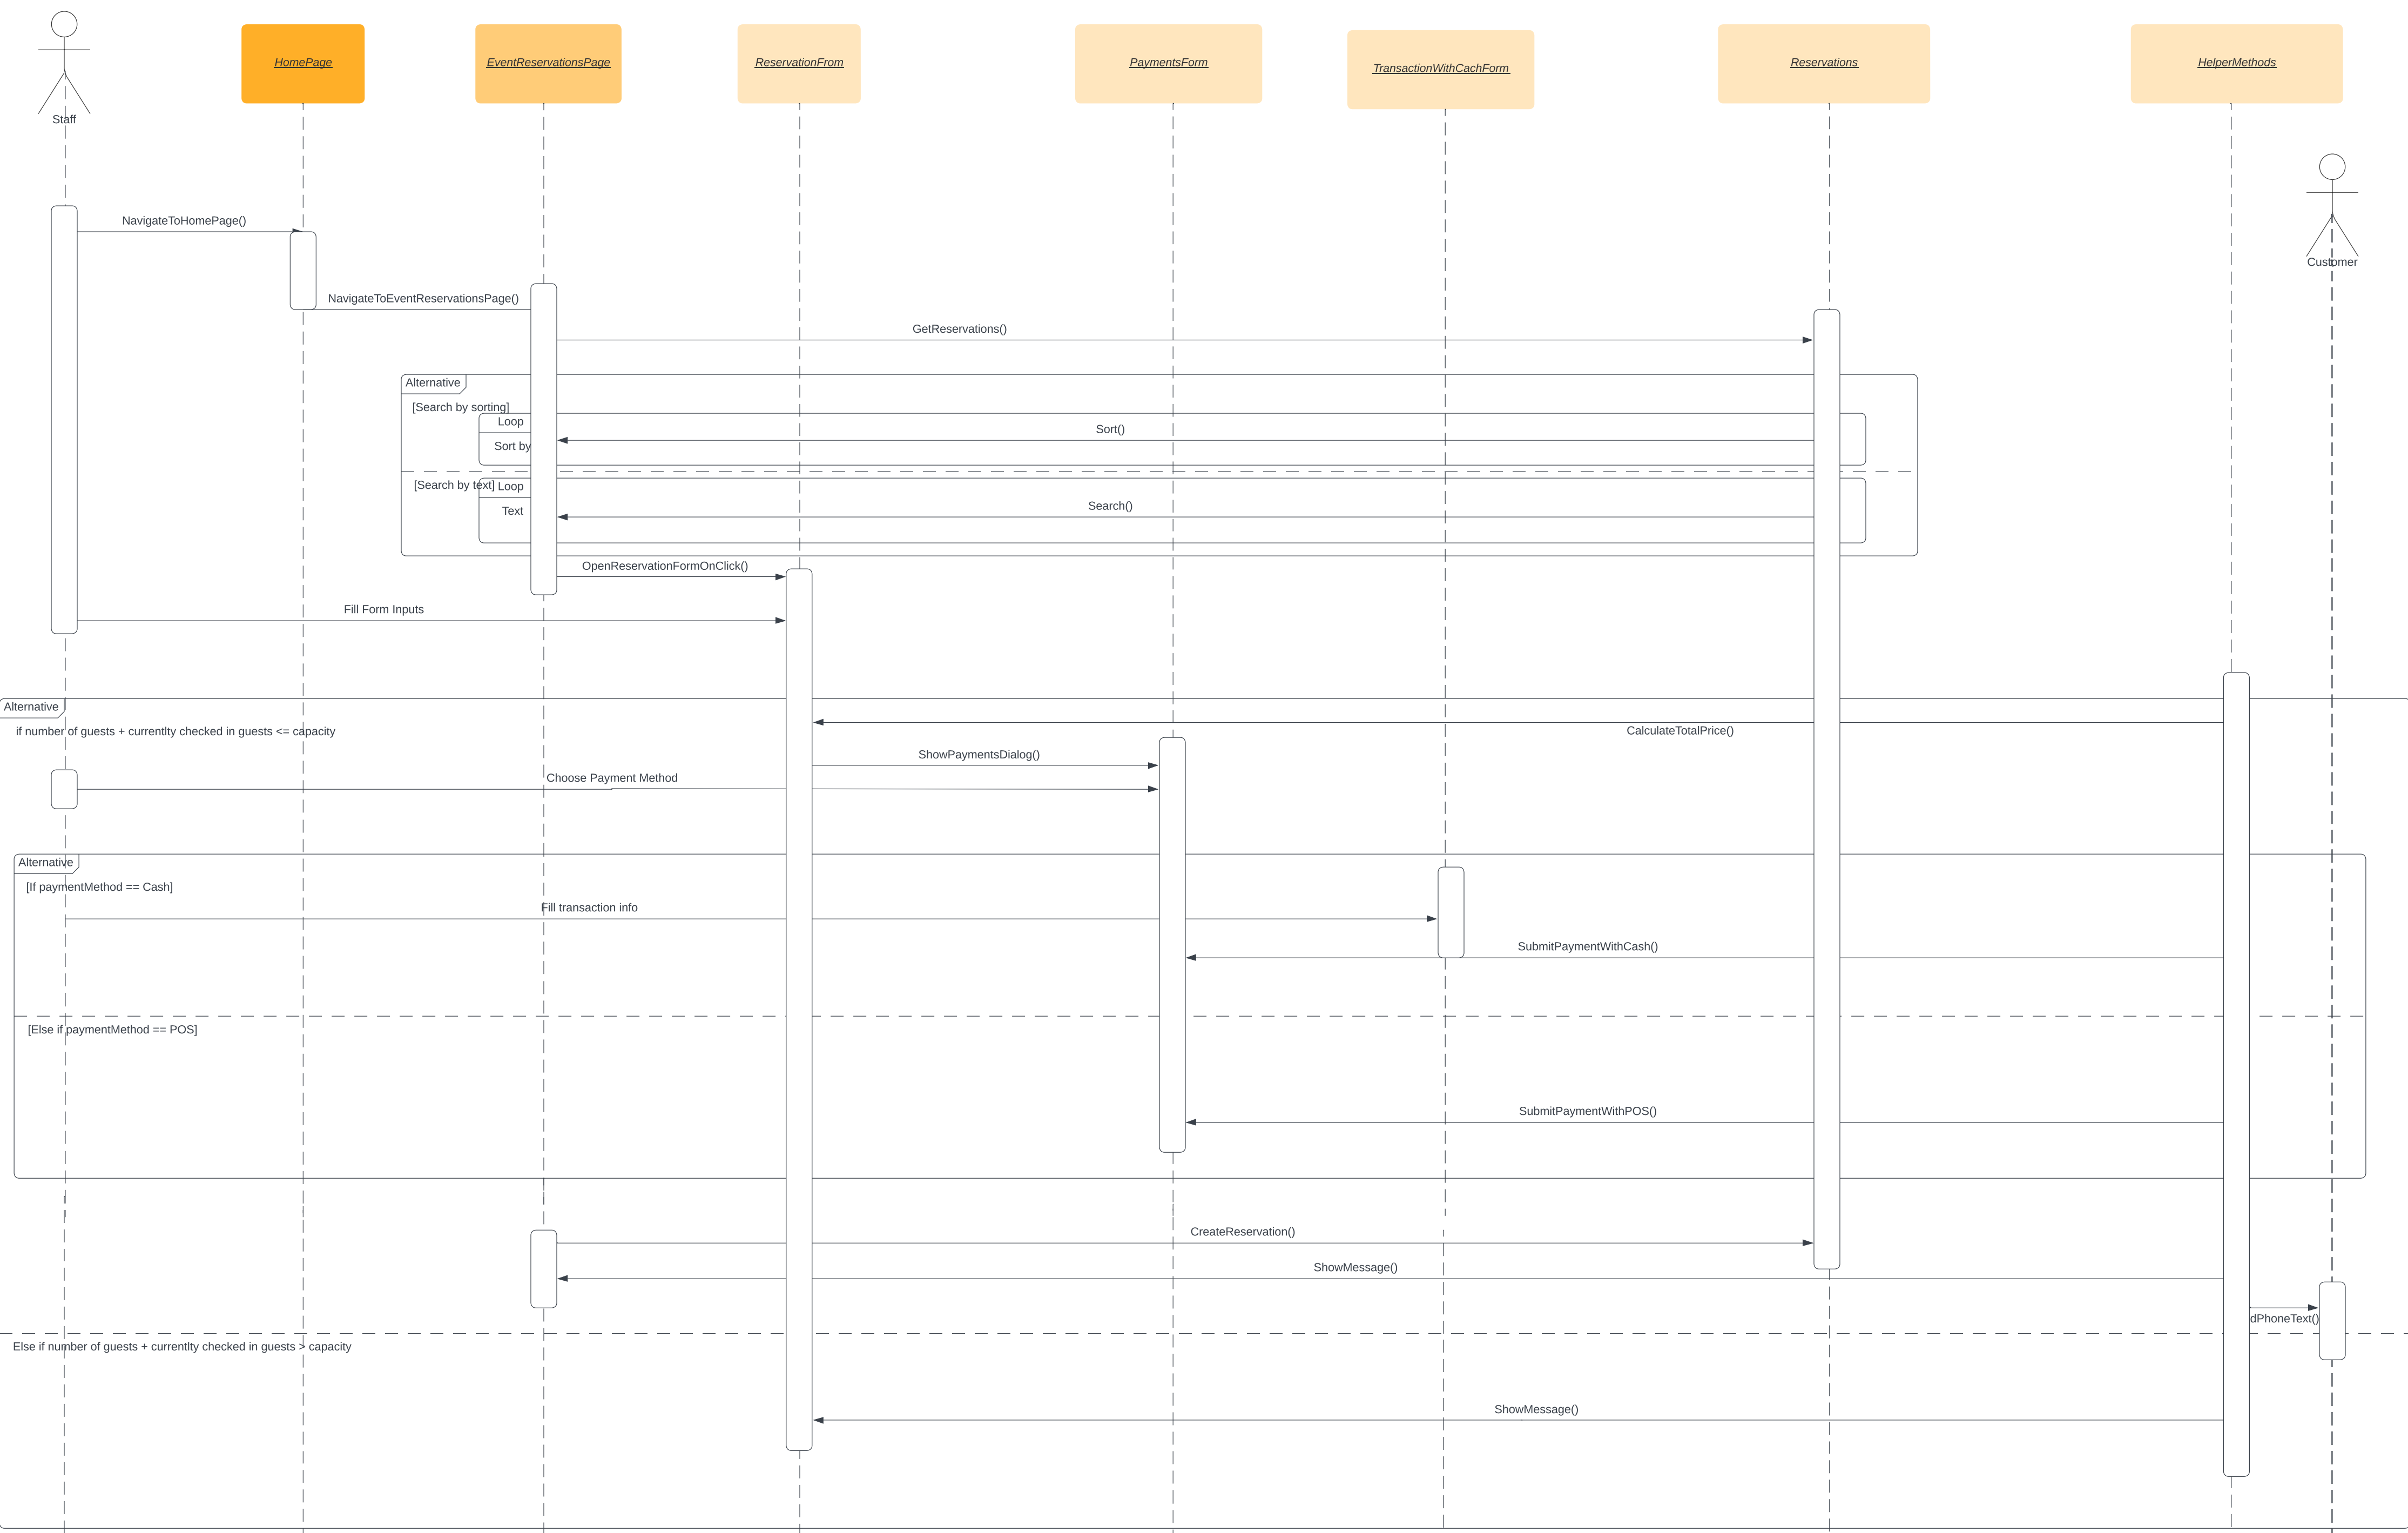 HomePage
EventReservationsPage
ReservationFrom
PaymentsForm
TransactionWithCachForm
Reservations
HelperMethods
Staff
Customer
NavigateToHomePage()
NavigateToEventReservationsPage()
GetReservations()
Alternative
[Search by sorting]
Loop
Sort()
Sort by
[Search by text]
Loop
Search()
Text
OpenReservationFormOnClick()
Fill Form Inputs
Alternative
if number of guests + currentlty checked in guests <= capacity
CalculateTotalPrice()
ShowPaymentsDialog()
Choose Payment Method
Alternative
[If paymentMethod == Cash]
Fill transaction info
SubmitPaymentWithCash()
[Else if paymentMethod == POS]
SubmitPaymentWithPOS()
CreateReservation()
ShowMessage()
dPhoneText()
Else if number of guests + currentlty checked in guests > capacity
ShowMessage()